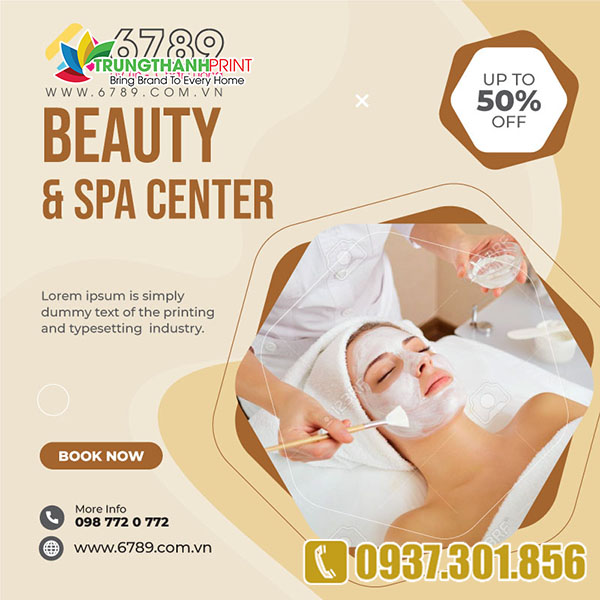 6789
TRUNGTHANHPRINT
Bring Brand To Every Home
WWW.6789.COM.VN
UP TO
50%
OFF
BEAUTY
& SPA CENTER
Lorem ipsum is simply
dummy text of the printing
and typesetting industry.
BOOK NOW
More Info
098 772 0 772
www.6789.com.vn
0937.301.856